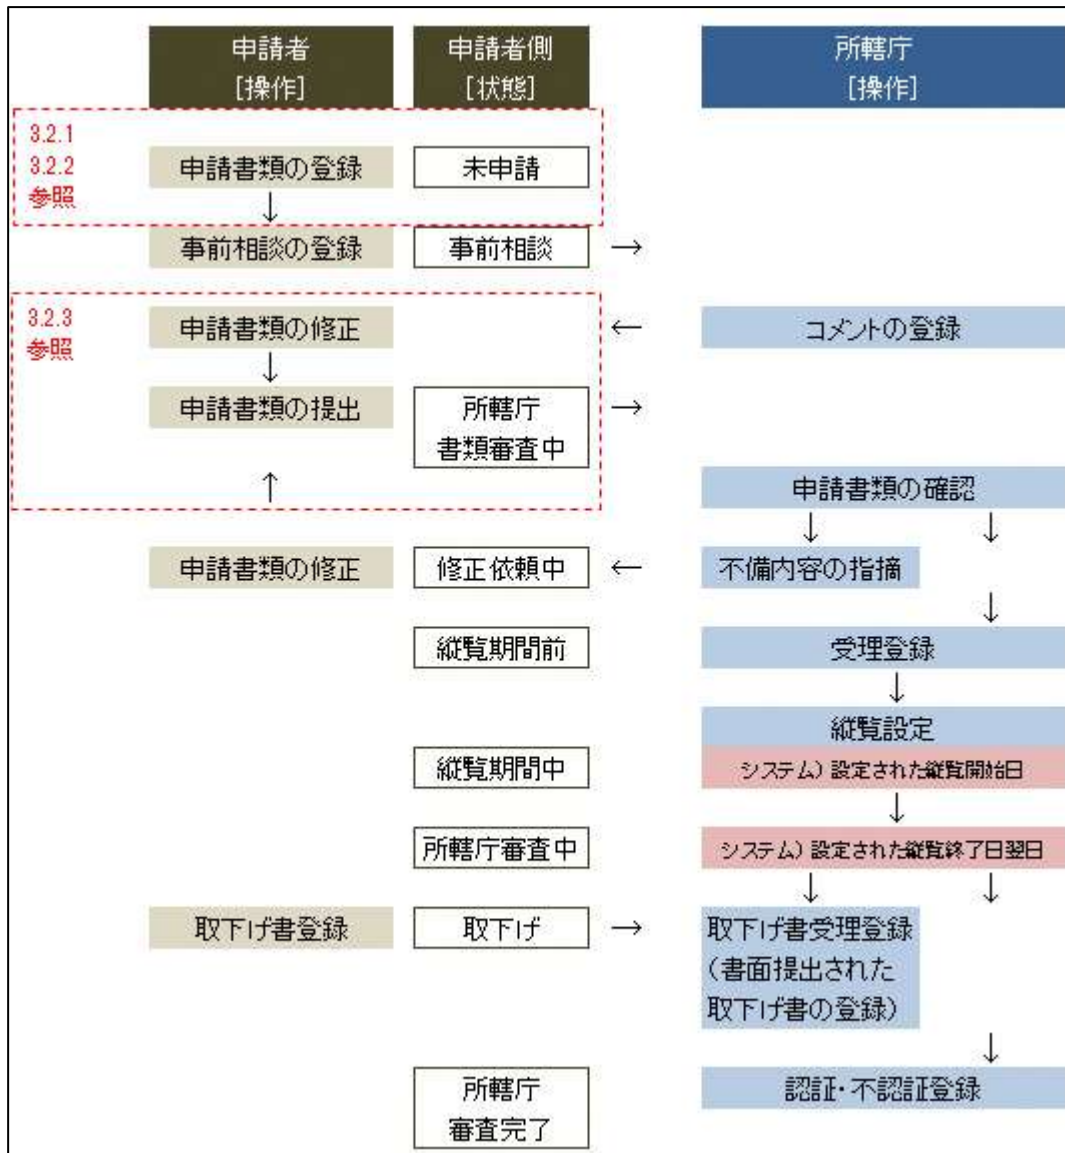 申請者
[操作]
申請者側
[状態]
所轄庁
[操作]
3.2.1
3.2.2
参照
申請書類の登録
未申請
↓
事前相談の登録
事前相談
→
3.2.3
参照
申請書類の修正
←
コメントの登録
↓
申請書類の提出
所轄庁
書類審査中
→
↑
申請書類の確認
↓ ↓
申請書類の修正
修正依頼中
←
不備内容の指摘
↓
縦覧期間前
受理登録
↓
縦覧設定
縦覧期間中
システム）設定された縦覧開始日
↓
所轄庁審査中
システム）設定された縦覧終了日翌日
↓ ↓
取下げ書登録
取下げ
→
取下げ書受理登録
（書面提出された
取下げ書の登録）
↓
所轄庁
審査完了
認証・不認証登録